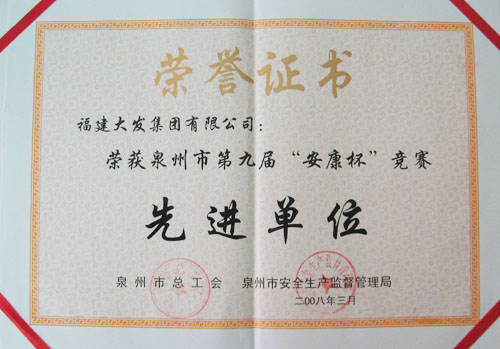 荣誉证书
福建大发集团有限公司：
荣获泉州市第九届“安康杯”竞赛
先进单位
泉州市总工会 泉州市安全生产监督管理局
二00八年三月